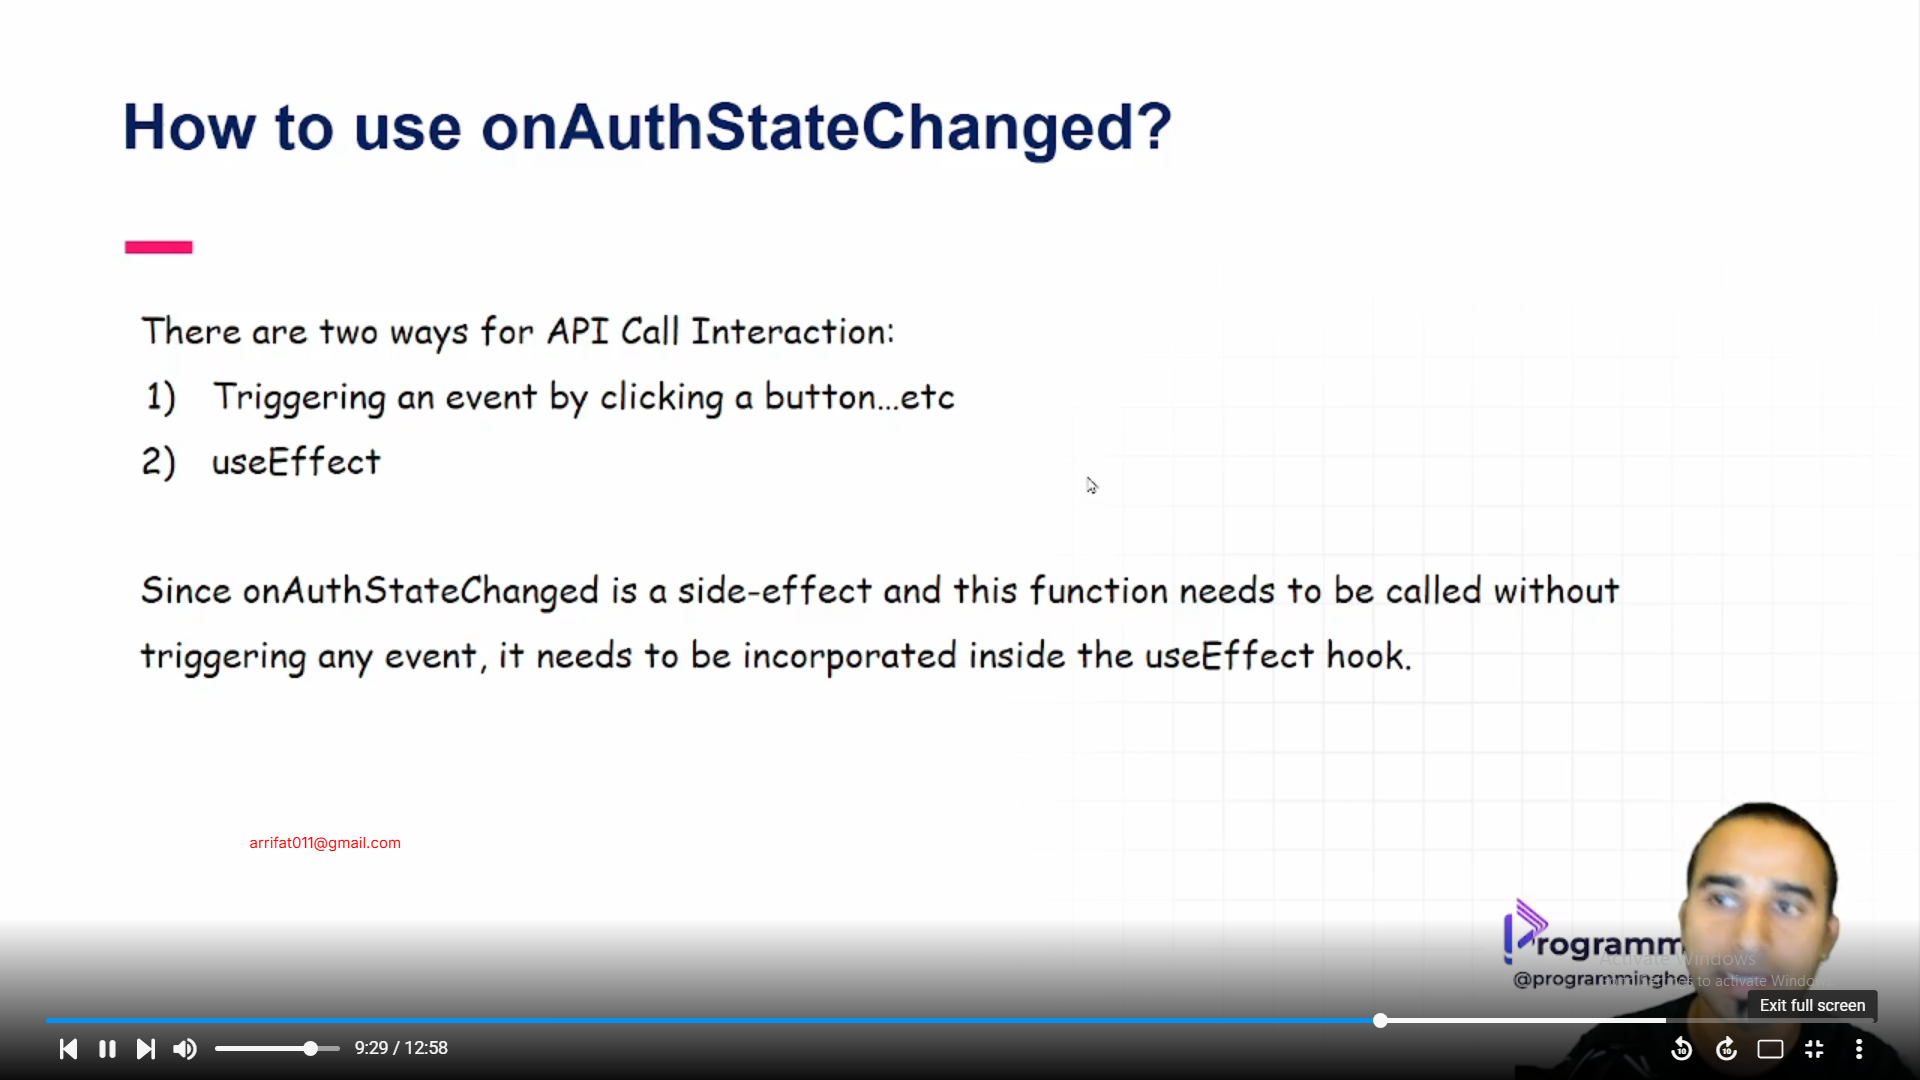 How to use onAuthStateChanged?
There are two ways for API Call Interaction:
1) Triggering an event by clicking a button...etc
2) useEffect
Since onAuthStateChanged is a side-effect and this function needs to be called without
triggering any event, it needs to be incorporated inside the useEffect hook.
arrifat011@gmail.com
Programm
Activate Windows
@programminghe
to activate Windows
Exit full screen
9:29 / 12:58
10
10